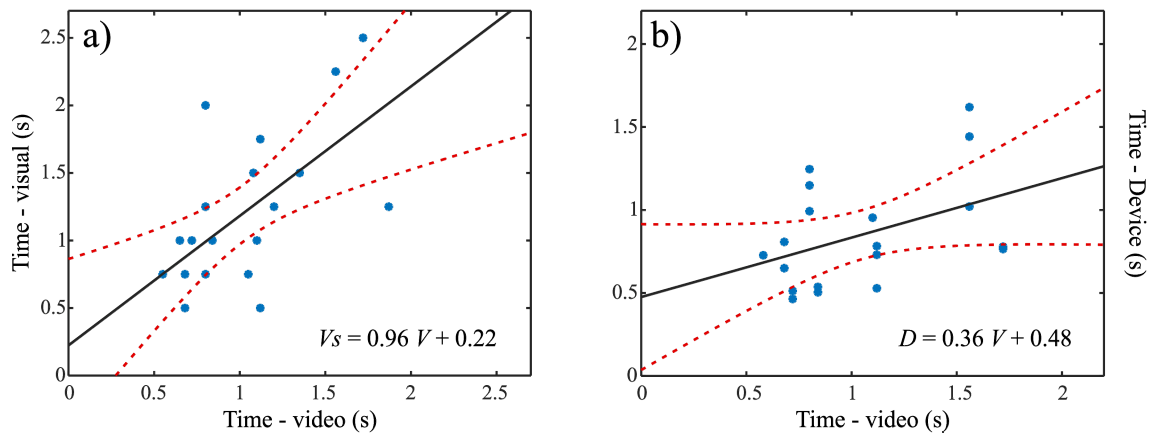 a)
2.5
2
1.5
1
0.5
0
0
0.5
1
1.5
2
2.5
Time - visual (s)
Time - video (s)
Vs = 0.96 V + 0.22
b)
2
1.5
1
0.5
0
0
0.5
1
1.5
2
Time - video (s)
Time - Device (s)
D = 0.36 V + 0.48